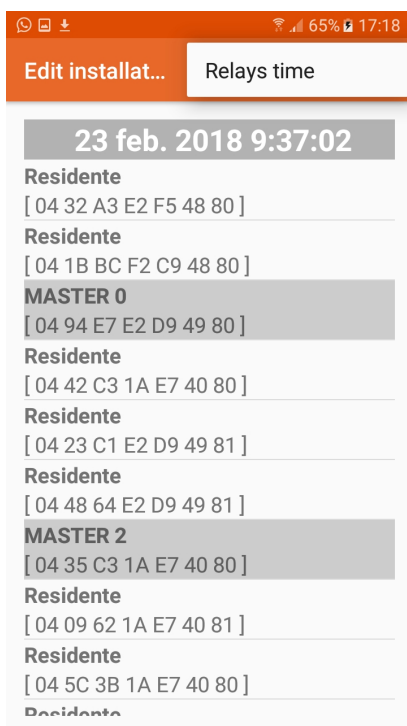 65% 17:18
Edit installat...
Relays time
23 feb. 2018 9:37:02
Residente
[ 04 32 A3 E2 F5 48 80 ]
Residente
[ 04 1B BC F2 C9 48 80 ]
MASTER 0
[ 04 94 E7 E2 D9 49 80 ]
Residente
[ 04 42 C3 1A E7 40 80 ]
Residente
[ 04 23 C1 E2 D9 49 81 ]
Residente
[ 04 48 64 E2 D9 49 81 ]
MASTER 2
[ 04 35 C3 1A E7 40 80 ]
Residente
[ 04 09 62 1A E7 40 81 ]
Residente
[ 04 5C 3B 1A E7 40 80 ]
Residente